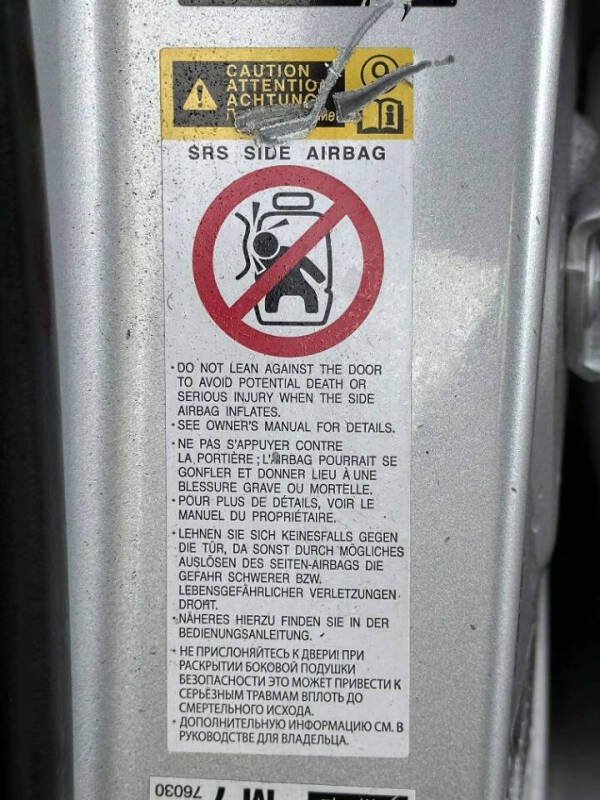 CAUTION
ATTENTION
ACHTUNG
SRS SIDE AIRBAG
• DO NOT LEAN AGAINST THE DOOR
TO AVOID POTENTIAL DEATH OR
SERIOUS INJURY WHEN THE SIDE
AIRBAG INFLATES.
• SEE OWNER'S MANUAL FOR DETAILS.
• NE PAS S'APPUYER CONTRE
LA PORTIÈRE ; L'AIRBAG POURRAIT SE
GONFLER ET DONNER LIEU À UNE
BLESSURE GRAVE OU MORTELLE.
• POUR PLUS DE DÉTAILS, VOIR LE
MANUEL DU PROPRIÉTAIRE.
• LEHNEN SIE SICH KEINESFALLS GEGEN
DIE TÜR, DA SONST DURCH MÖGLICHES
AUSLÖSEN DES SEITEN-AIRBAGS DIE
GEFAHR SCHWERER BZW.
LEBENSGEFÄHRLICHER VERLETZUNGEN
DROHT.
• NÄHERES HIERZU FINDEN SIE IN DER
BEDIENUNGSANLEITUNG.
• НЕ ПРИСЛОНЯЙТЕСЬ К ДВЕРИ! ПРИ
РАСКРЫТИИ БОКОВОЙ ПОДУШКИ
БЕЗОПАСНОСТИ ЭТО МОЖЕТ ПРИВЕСТИ К
СЕРЬЁЗНЫМ ТРАВМАМ ВПЛОТЬ ДО
СМЕРТЕЛЬНОГО ИСХОДА.
• ДОПОЛНИТЕЛЬНУЮ ИНФОРМАЦИЮ СМ. В
РУКОВОДСТВЕ ДЛЯ ВЛАДЕЛЬЦА.
76030